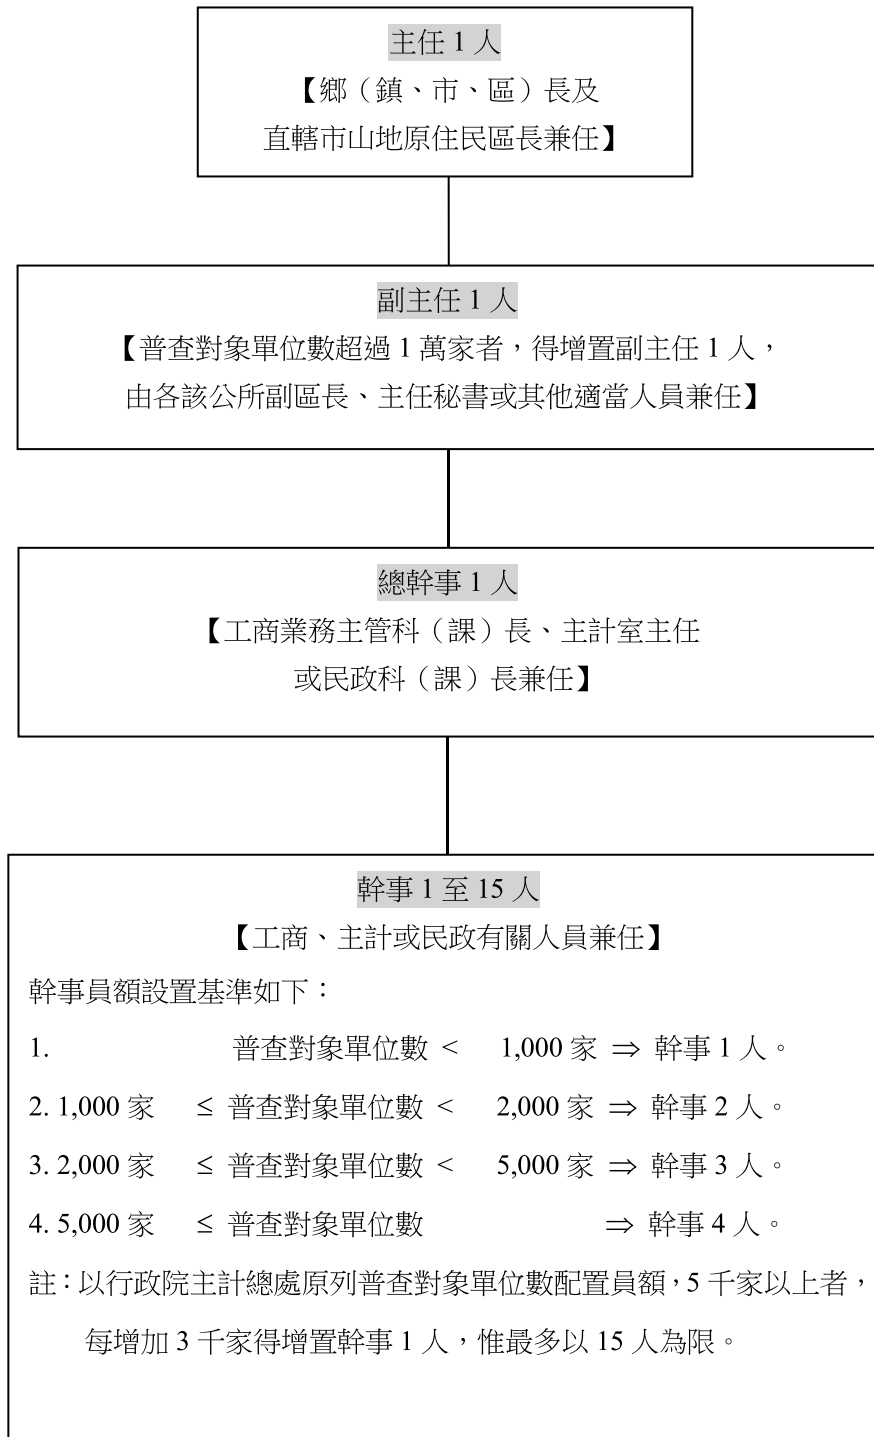 主任 1 人
【鄉（鎮、市、區）長及
直轄市山地原住民區長兼任】
副主任 1 人
【普查對象單位數超過 1 萬家者，得增置副主任 1 人，
由各該公所副區長、主任秘書或其他適當人員兼任】
總幹事 1 人
【工商業務主管科（課）長、主計室主任
或民政科（課）長兼任】
幹事 1 至 15 人
【工商、主計或民政有關人員兼任】
幹事員額設置基準如下：
1. 普查對象單位數 < 1,000 家 ⇒ 幹事 1 人。
2. 1,000 家 ≤ 普查對象單位數 < 2,000 家 ⇒ 幹事 2 人。
3. 2,000 家 ≤ 普查對象單位數 < 5,000 家 ⇒ 幹事 3 人。
4. 5,000 家 ≤ 普查對象單位數 ⇒ 幹事 4 人。
註：以行政院主計總處原列普查對象單位數配置員額，5 千家以上者，
每增加 3 千家得增置幹事 1 人，惟最多以 15 人為限。